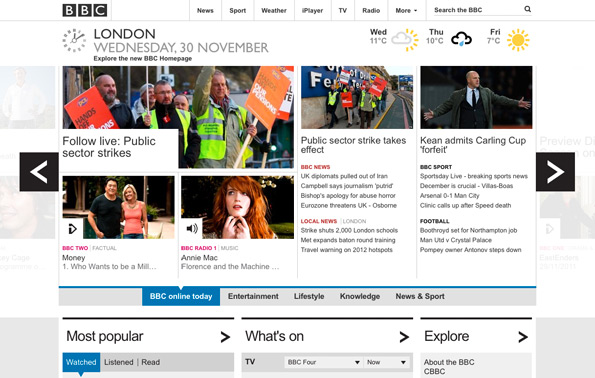 BBC
News Sport Weather iPlayer TV Radio More
Search the BBC
LONDON
WEDNESDAY, 30 NOVEMBER
Explore the new BBC Homepage
Wed 11°C
Thu 10°C
Fri 7°C
Follow live: Public
sector strikes
Public sector strike takes
effect
BBC NEWS
UK diplomats pulled out of Iran
Campbell says journalism 'putrid'
Bishop's apology for abuse horror
Eurozone threatens UK - Osborne
LOCAL NEWS | LONDON
Strike shuts 2,000 London schools
Met expands baton round training
Travel warning on 2012 hotspots
Kean admits Carling Cup
'forfeit'
BBC SPORT
Sportsday Live - breaking sports news
December is crucial - Villas-Boas
Arsenal 0-1 Man City
Clinic calls up after Speed death
FOOTBALL
Boothroyd set for Northampton job
Man Utd v Crystal Palace
Pompey owner Antonov steps down
BBC TWO | FACTUAL
Money
1. Who Wants to be a Mill...
BBC RADIO 1 | MUSIC
Annie Mac
Florence and the Machine ...
BBC online today Entertainment Lifestyle Knowledge News & Sport
Most popular
Watched Listened | Read
What's on
TV BBC Four Now
Explore
About the BBC
CBBC